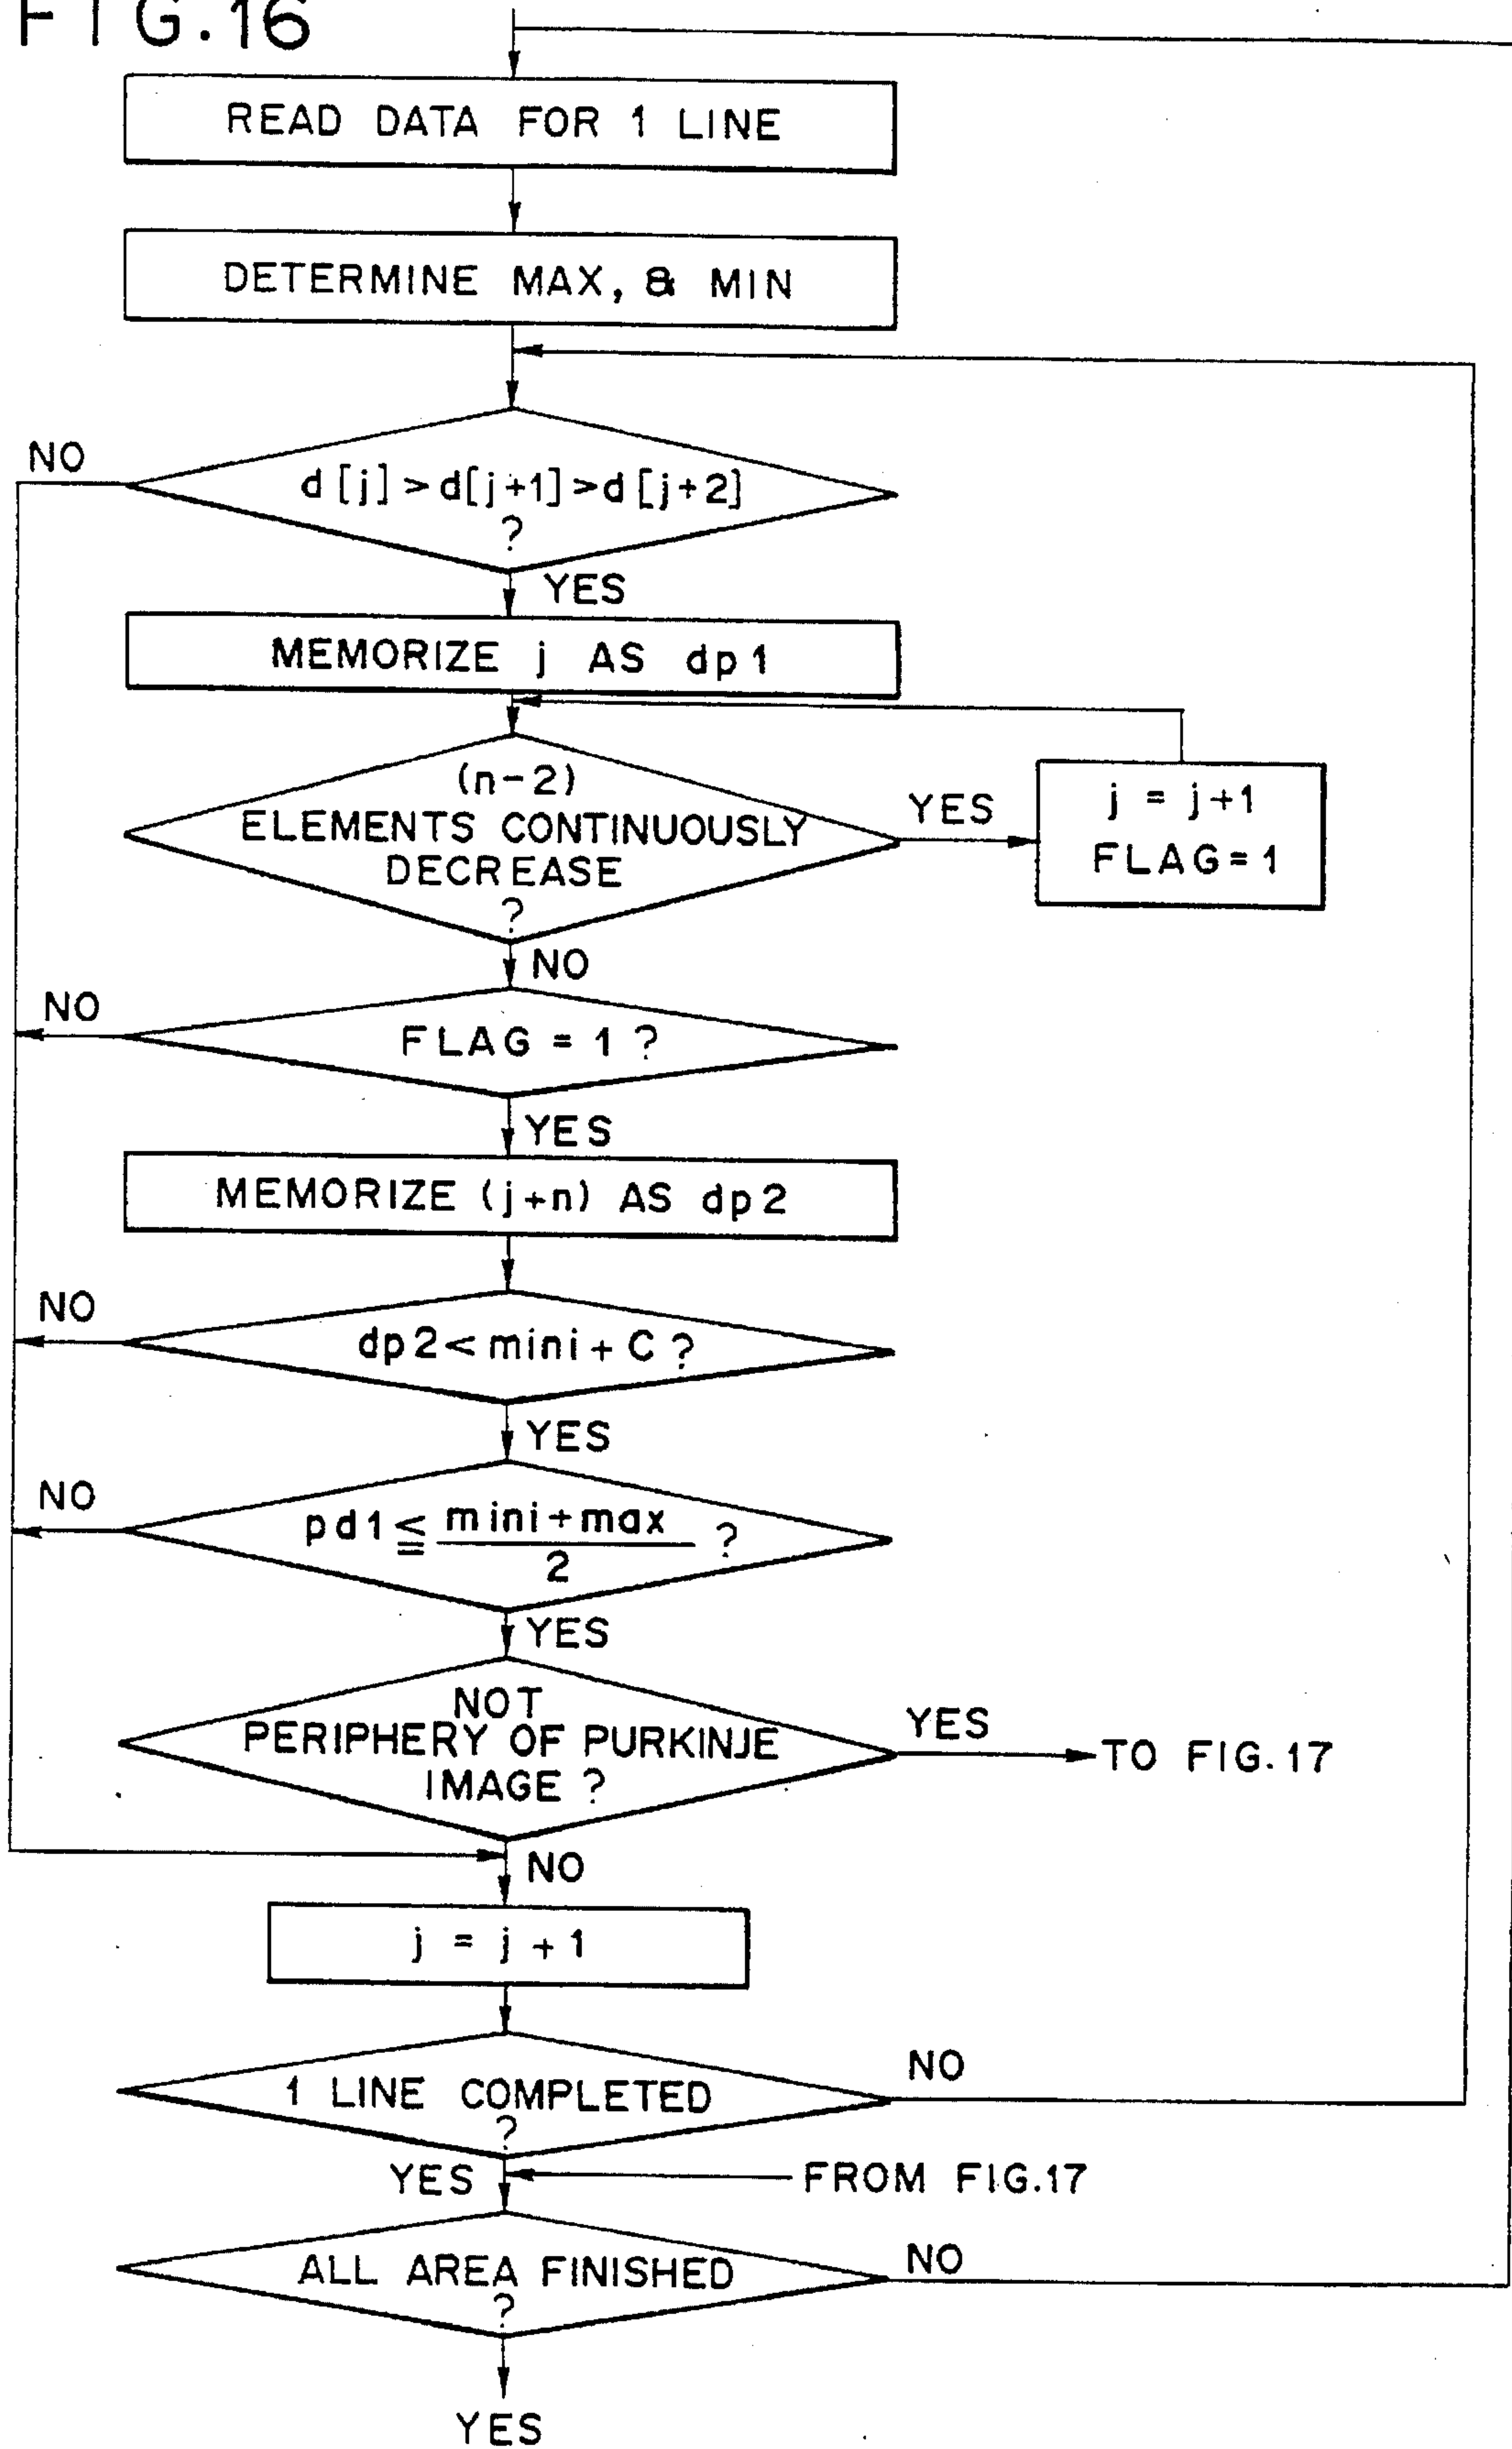 FIG.16
READ DATA FOR 1 LINE
DETERMINE MAX, & MIN
NO
d[j]>d[j+1]>d[j+2]
?
YES
MEMORIZE j AS dp1
(n-2)
ELEMENTS CONTINUOUSLY
DECREASE
?
YES
j = j+1
FLAG=1
NO
NO
FLAG = 1 ?
YES
MEMORIZE (j+n) AS dp2
NO
dp2< mini + C ?
YES
NO
pd1 ≦ mini+max
2
?
YES
NOT
PERIPHERY OF PURKINJE
IMAGE ?
YES
TO FIG.17
NO
j = j + 1
1 LINE COMPLETED
?
NO
YES
FROM FIG.17
ALL AREA FINISHED
?
NO
YES